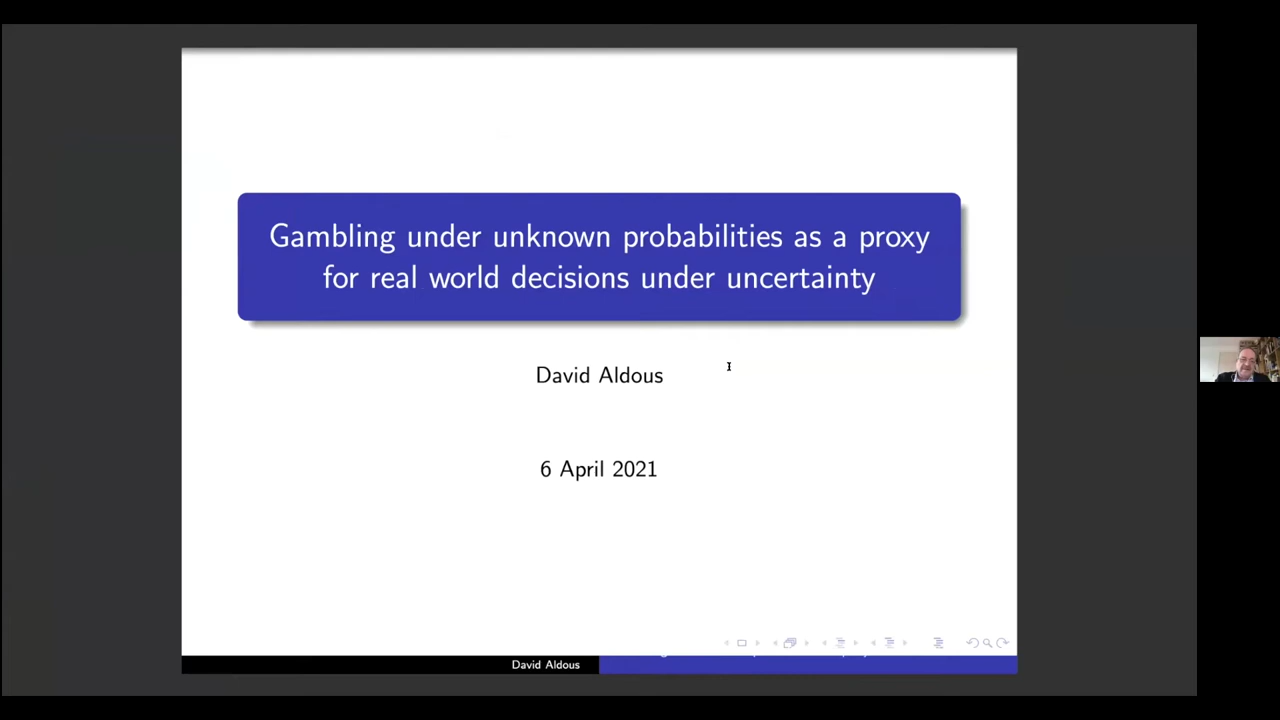 Gambling under unknown probabilities as a proxy
for real world decisions under uncertainty
David Aldous
6 April 2021
David Aldous